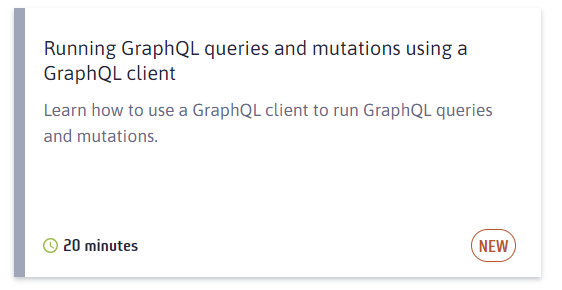 Running GraphQL queries and mutations using a
GraphQL client
Learn how to use a GraphQL client to run GraphQL queries
and mutations.
20 minutes
NEW